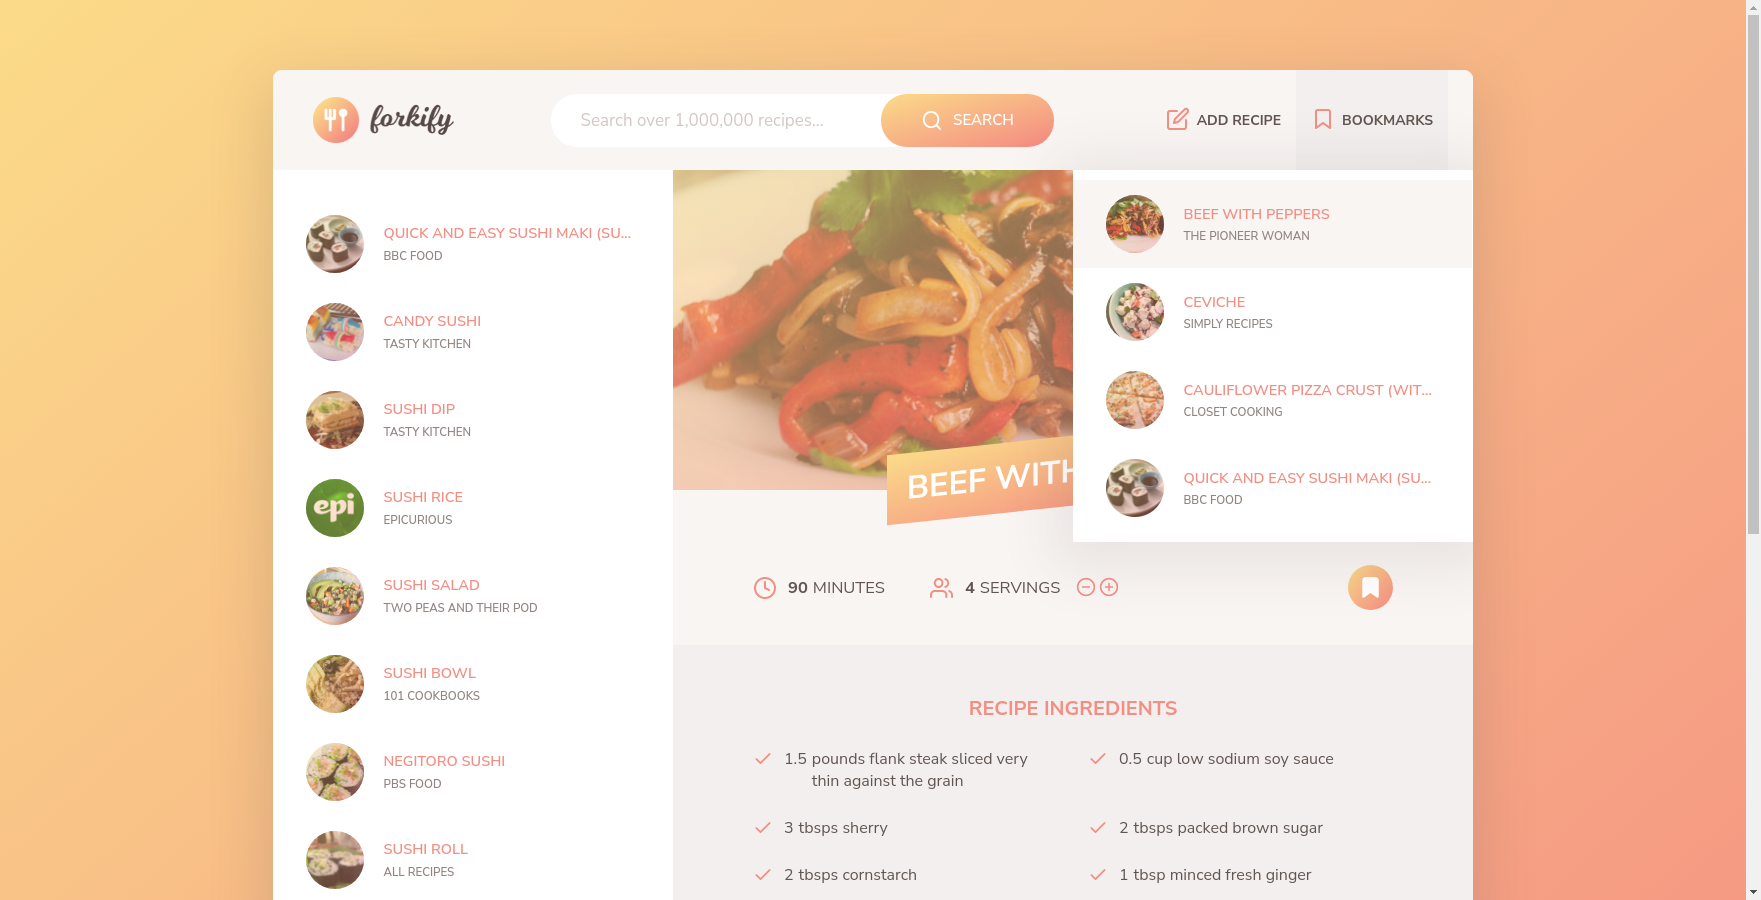 forkify
Search over 1,000,000 recipes...
SEARCH
ADD RECIPE
BOOKMARKS
QUICK AND EASY SUSHI MAKI (SU...
BBC FOOD
CANDY SUSHI
TASTY KITCHEN
SUSHI DIP
TASTY KITCHEN
epi
SUSHI RICE
EPICURIOUS
SUSHI SALAD
TWO PEAS AND THEIR POD
SUSHI BOWL
101 COOKBOOKS
NEGITORO SUSHI
PBS FOOD
SUSHI ROLL
ALL RECIPES
BEEF WITH
BEEF WITH PEPPERS
THE PIONEER WOMAN
CEVICHE
SIMPLY RECIPES
CAULIFLOWER PIZZA CRUST (WIT...
CLOSET COOKING
QUICK AND EASY SUSHI MAKI (SU...
BBC FOOD
90 MINUTES
4 SERVINGS
RECIPE INGREDIENTS
1.5 pounds flank steak sliced very
thin against the grain
0.5 cup low sodium soy sauce
3 tbsps sherry
2 tbsps packed brown sugar
2 tbsps cornstarch
1 tbsp minced fresh ginger